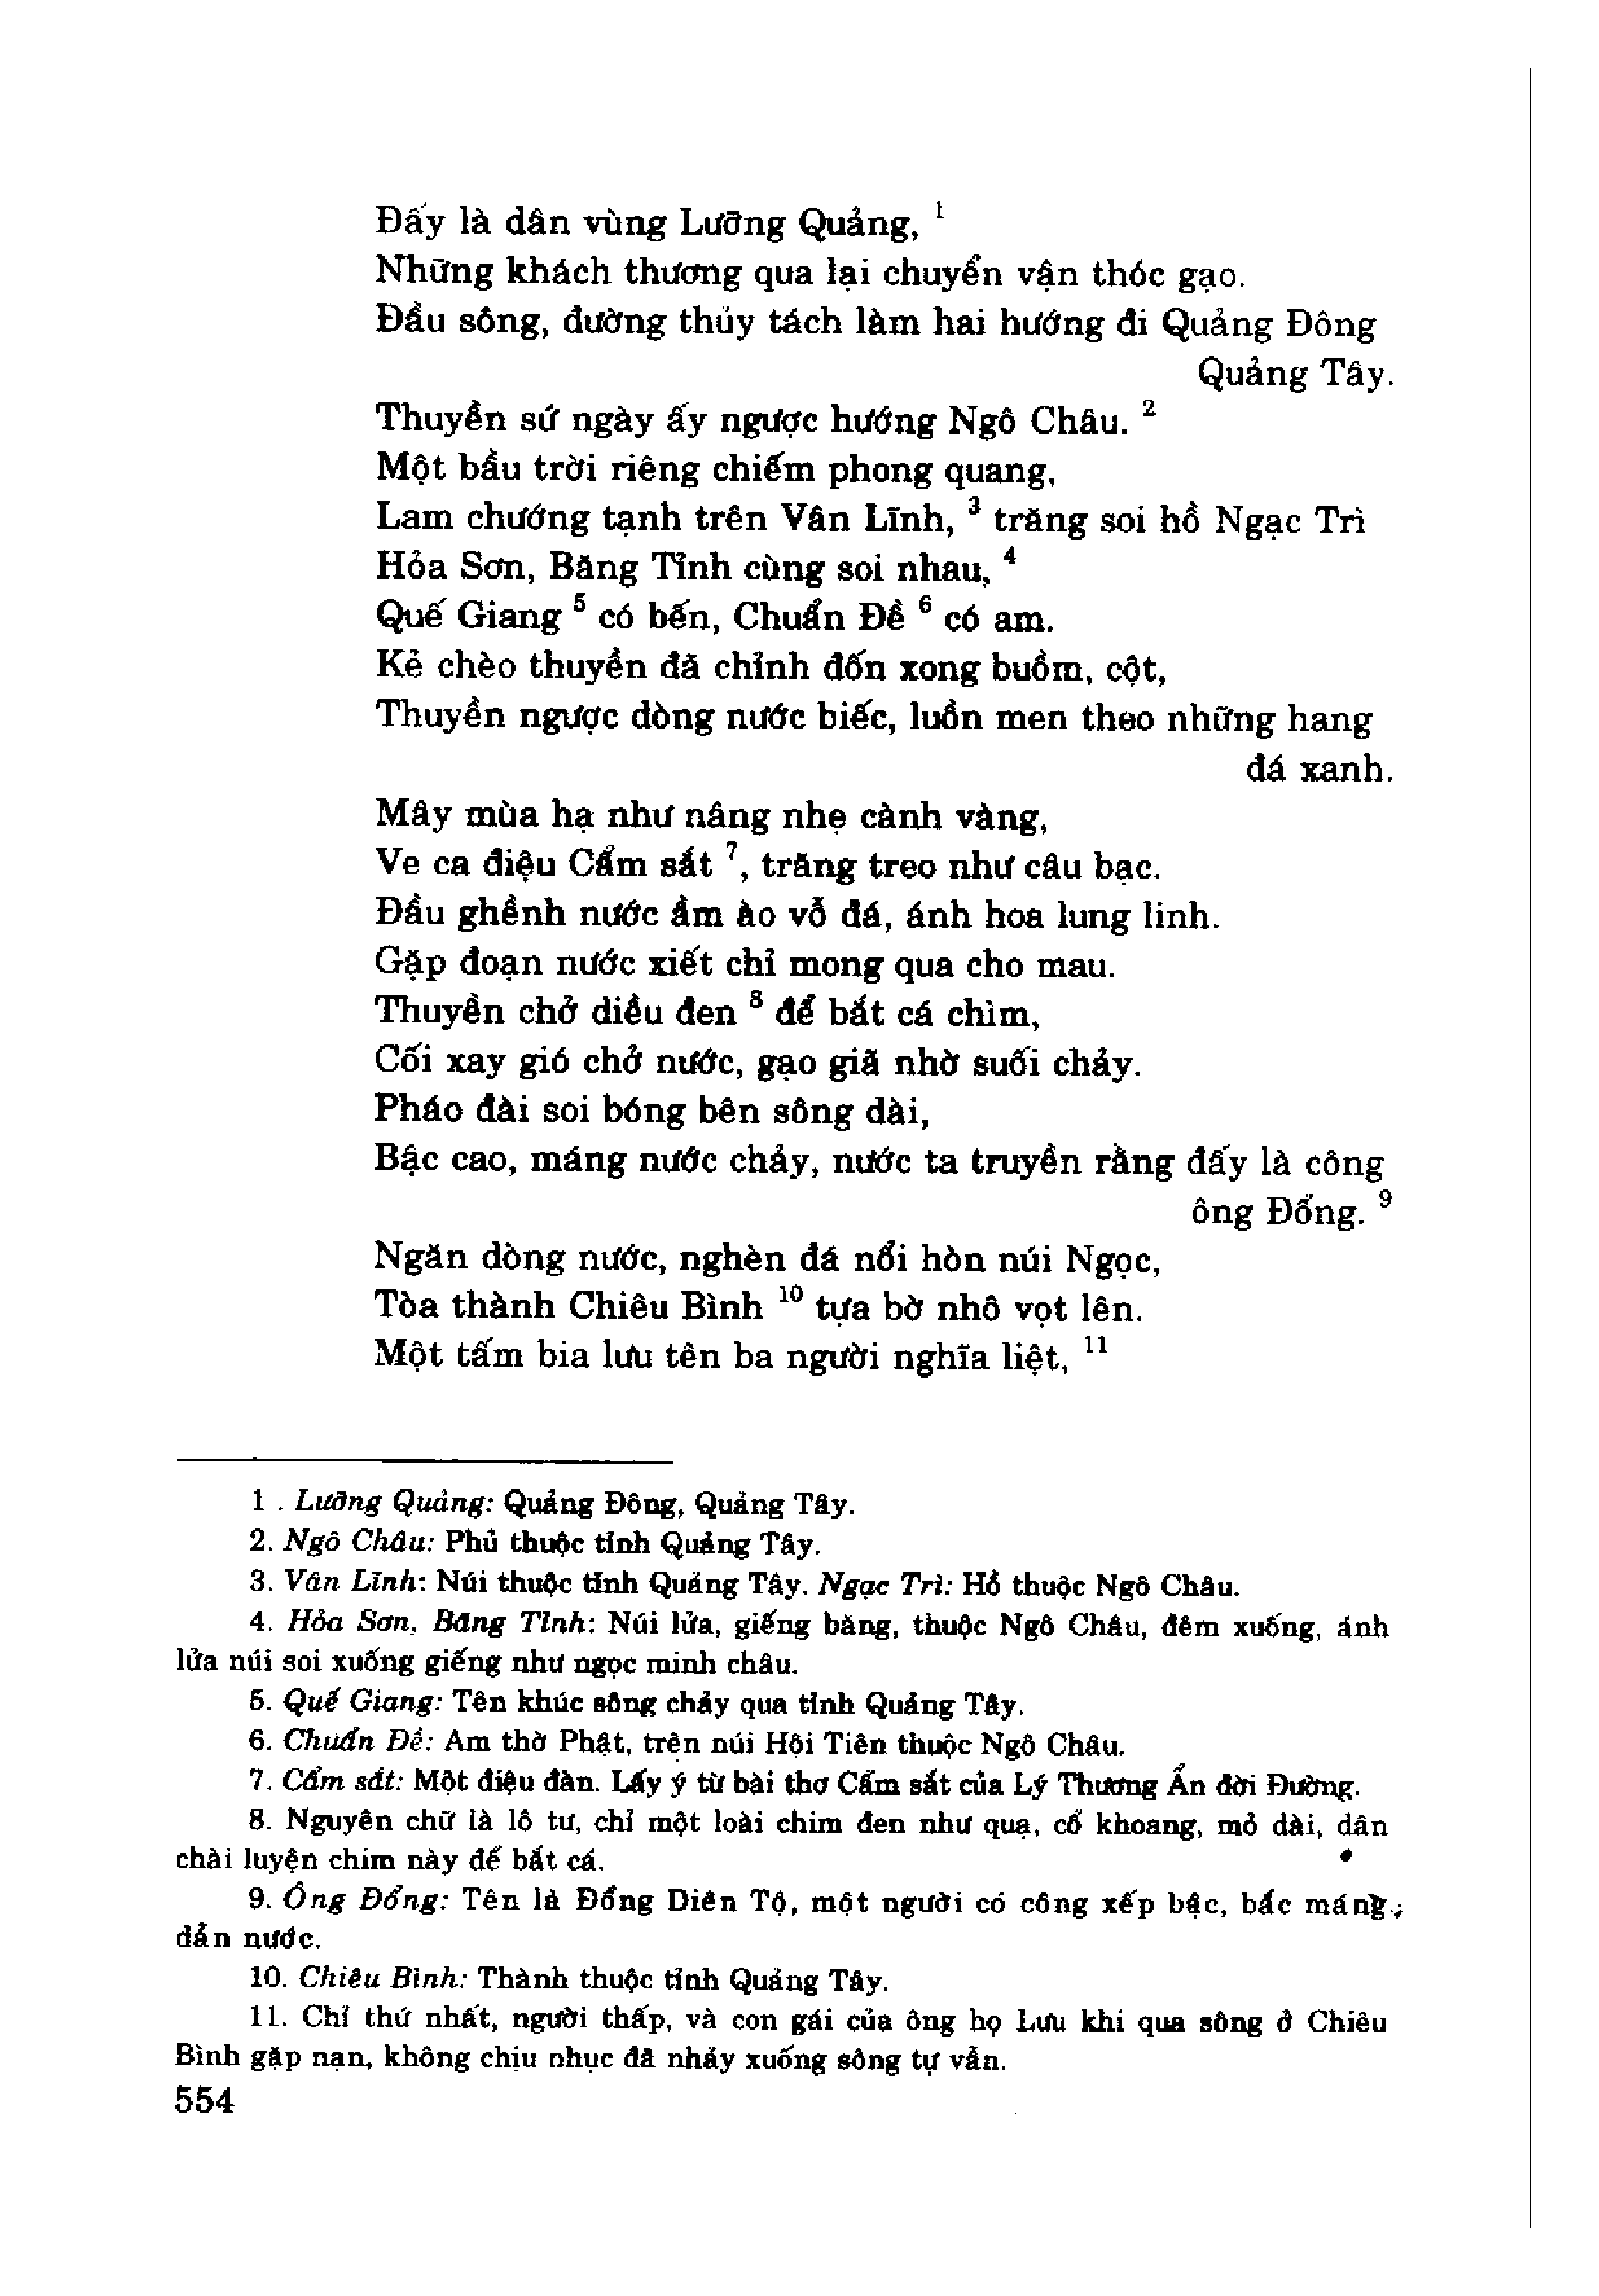 Đấy là dân vùng Lưỡng Quảng, 1
Những khách thương qua lại chuyển vận thóc gạo.
Đầu sông, đường thủy tách làm hai hướng đi Quảng Đông
Quảng Tây.
Thuyền sứ ngày ấy ngược hướng Ngô Châu. 2
Một bầu trời riêng chiếm phong quang,
Lam chướng tạnh trên Vân Lĩnh, 3 trăng soi hồ Ngạc Trì
Hỏa Sơn, Băng Tỉnh cùng soi nhau, 4
Quế Giang 5 có bến, Chuẩn Đề 6 có am.
Kẻ chèo thuyền đã chỉnh đốn xong buồm, cột,
Thuyền ngược dòng nước biếc, luồn men theo những hang
đá xanh.
Mây mùa hạ như nâng nhẹ cành vàng,
Ve ca điệu Cẩm sắt 7, trăng treo như câu bạc.
Đầu ghềnh nước ầm ào vỗ đá, ánh hoa lung linh.
Gặp đoạn nước xiết chỉ mong qua cho mau.
Thuyền chở diều đen 8 để bắt cá chìm,
Cối xay gió chở nước, gạo giã nhờ suối chảy.
Pháo đài soi bóng bên sông dài,
Bậc cao, máng nước chảy, nước ta truyền rằng đấy là công
ông Đổng. 9
Ngăn dòng nước, nghèn đá nổi hòn núi Ngọc,
Tòa thành Chiêu Bình 10 tựa bờ nhô vọt lên.
Một tấm bia lưu tên ba người nghĩa liệt, 11
1 . Lưỡng Quảng: Quảng Đông, Quảng Tây.
2. Ngô Châu: Phủ thuộc tỉnh Quảng Tây.
3. Vân Lĩnh: Núi thuộc tỉnh Quảng Tây. Ngạc Trì: Hồ thuộc Ngô Châu.
4. Hỏa Sơn, Băng Tỉnh: Núi lửa, giếng băng, thuộc Ngô Châu, đêm xuống, ánh
lửa núi soi xuống giếng như ngọc minh châu.
5. Quế Giang: Tên khúc sông chảy qua tỉnh Quảng Tây.
6. Chuẩn Đề: Am thờ Phật, trên núi Hội Tiên thuộc Ngô Châu.
7. Cẩm sắt: Một điệu đàn. Lấy ý từ bài thơ Cẩm sắt của Lý Thương Ẩn đời Đường.
8. Nguyên chữ là lô tư, chỉ một loài chim đen như quạ, cổ khoang, mỏ dài, dân
chài luyện chim này để bắt cá.
9. Ông Đổng: Tên là Đổng Diên Tộ, một người có công xếp bậc, bắc máng
dẫn nước.
10. Chiêu Bình: Thành thuộc tỉnh Quảng Tây.
11. Chỉ thứ nhất, người thấp, và con gái của ông họ Lưu khi qua sông ở Chiêu
Bình gặp nạn, không chịu nhục đã nhảy xuống sông tự vẫn.
554